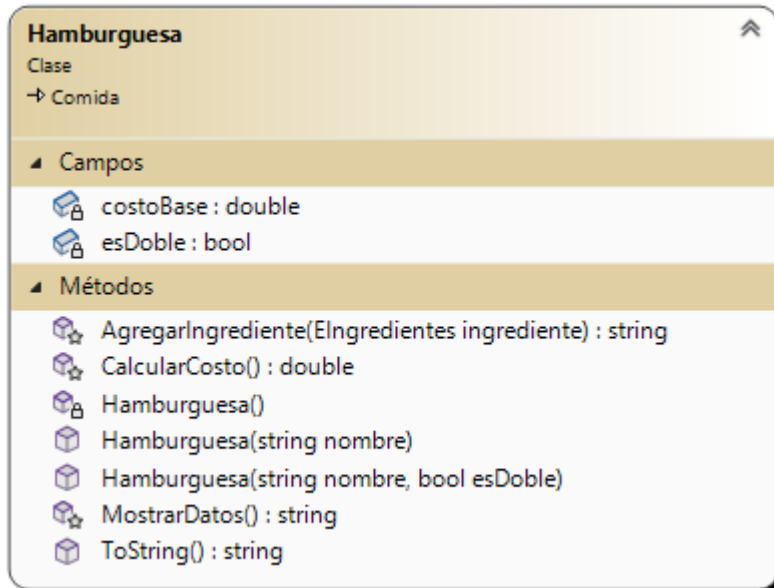 Hamburguesa
Clase
Comida
Campos
costoBase : double
esDoble : bool
Métodos
AgregarIngrediente(EIngredientes ingrediente) : string
CalcularCosto() : double
Hamburguesa()
Hamburguesa(string nombre)
Hamburguesa(string nombre, bool esDoble)
MostrarDatos() : string
ToString() : string